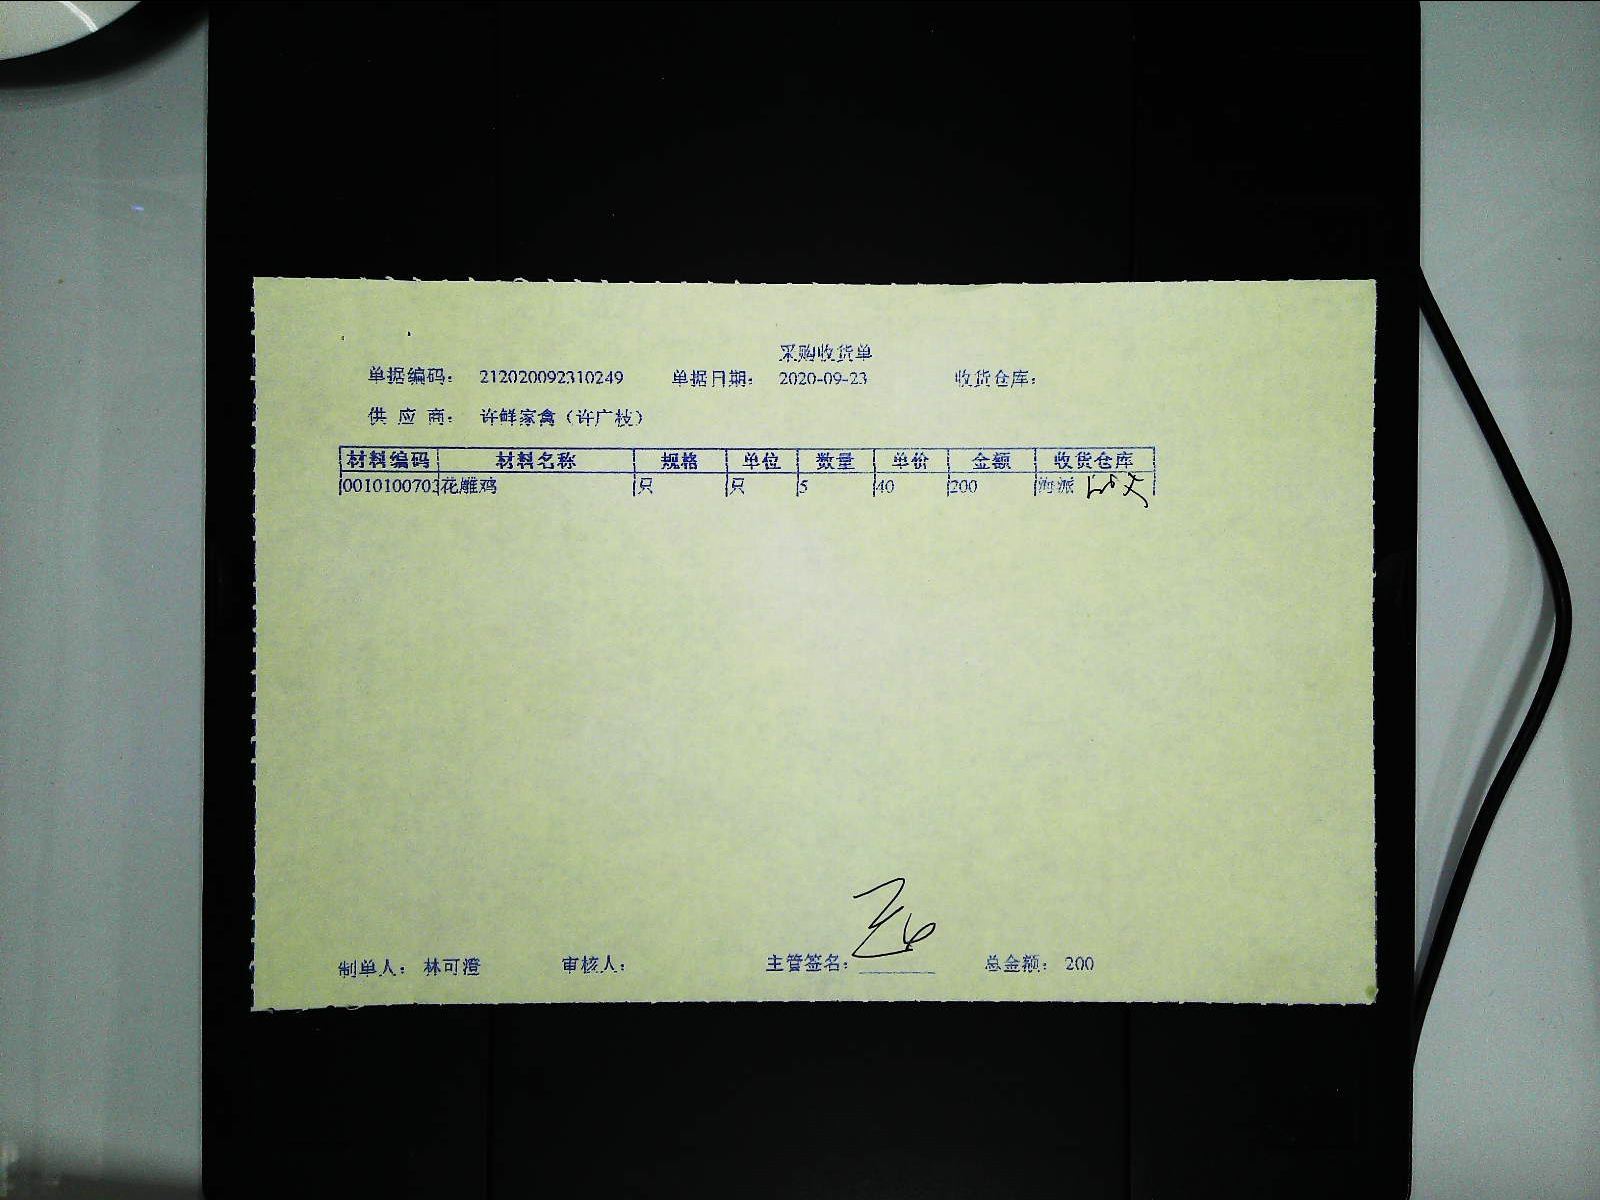 采购收货单
单据编码： 212020092310249 单据日期： 2020-09-23 收货仓库：
供 应 商： 许鲜家禽（许广枝）
材料编码 材料名称 规格 单位 数量 单价 金额 收货仓库
0010100703 花雕鸡 只 只 5 40 200 海派
制单人： 林可澄 审核人： 主管签名： 总金额： 200